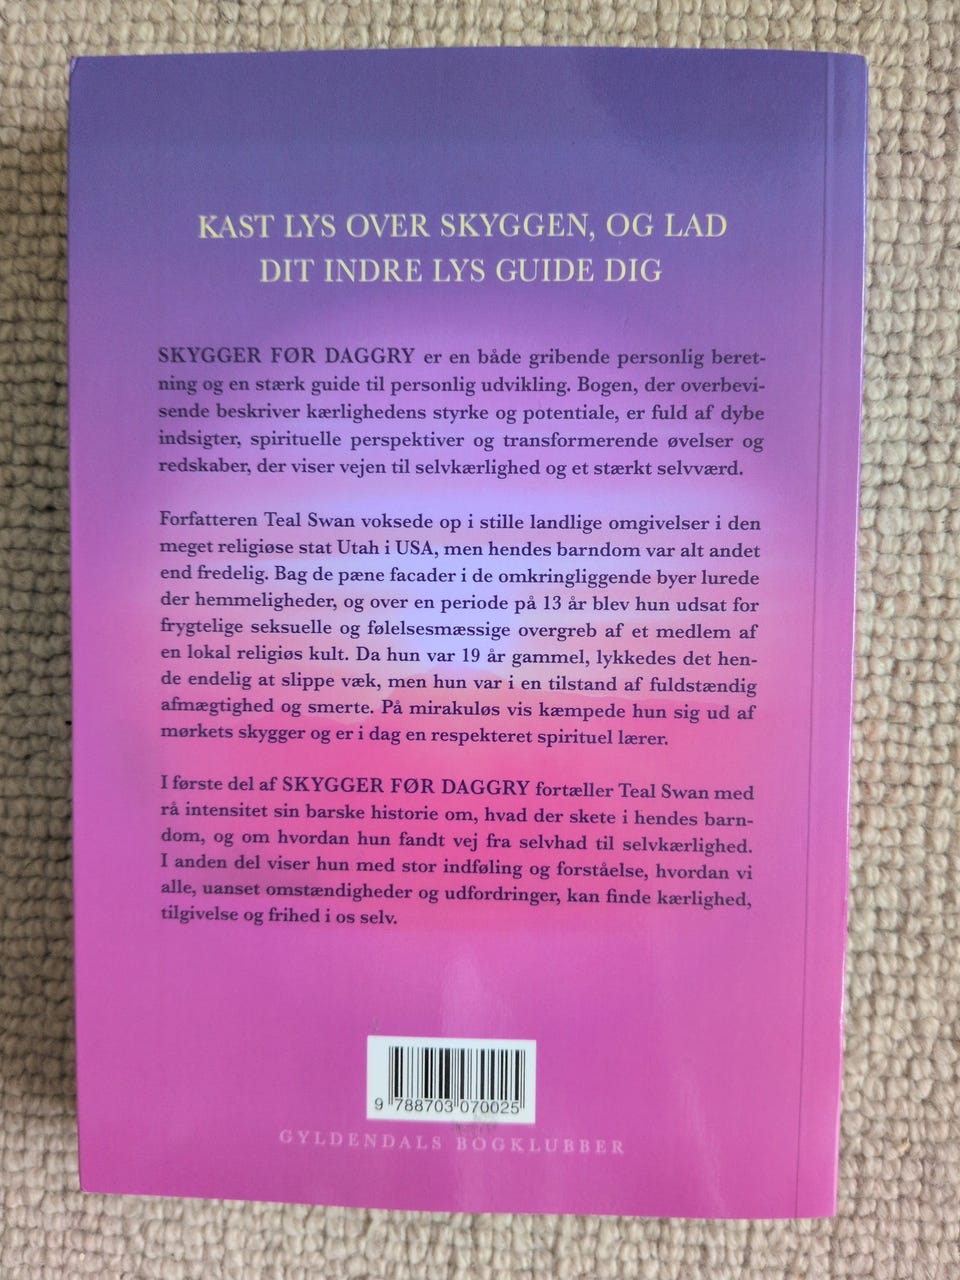 KAST LYS OVER SKYGGEN, OG LAD
DIT INDRE LYS GUIDE DIG
SKYGGER FØR DAGGRY er en både gribende personlig beret-
ning og en stærk guide til personlig udvikling. Bogen, der overbevi-
sende beskriver kærlighedens styrke og potentiale, er fuld af dybe
indsigter, spirituelle perspektiver og transformerende øvelser og
redskaber, der viser vejen til selvkærlighed og et stærkt selvværd.
Forfatteren Teal Swan voksede op i stille landlige omgivelser i den
meget religiøse stat Utah i USA, men hendes barndom var alt andet
end fredelig. Bag de pæne facader i de omkringliggende byer lurede
der hemmeligheder, og over en periode på 13 år blev hun udsat for
frygtelige seksuelle og følelsesmæssige overgreb af et medlem af
en lokal religiøs kult. Da hun var 19 år gammel, lykkedes det hen-
de endelig at slippe væk, men hun var i en tilstand af fuldstændig
afmægtighed og smerte. På mirakuløs vis kæmpede hun sig ud af
mørkets skygger og er i dag en respekteret spirituel lærer.
I første del af SKYGGER FØR DAGGRY fortæller Teal Swan med
rå intensitet sin barske historie om, hvad der skete i hendes barn-
dom, og om hvordan hun fandt vej fra selvhad til selvkærlighed.
I anden del viser hun med stor indføling og forståelse, hvordan vi
alle, uanset omstændigheder og udfordringer, kan finde kærlighed,
tilgivelse og frihed i os selv.
9 788703 070025
GYLDENDALS BOGKLUBBER